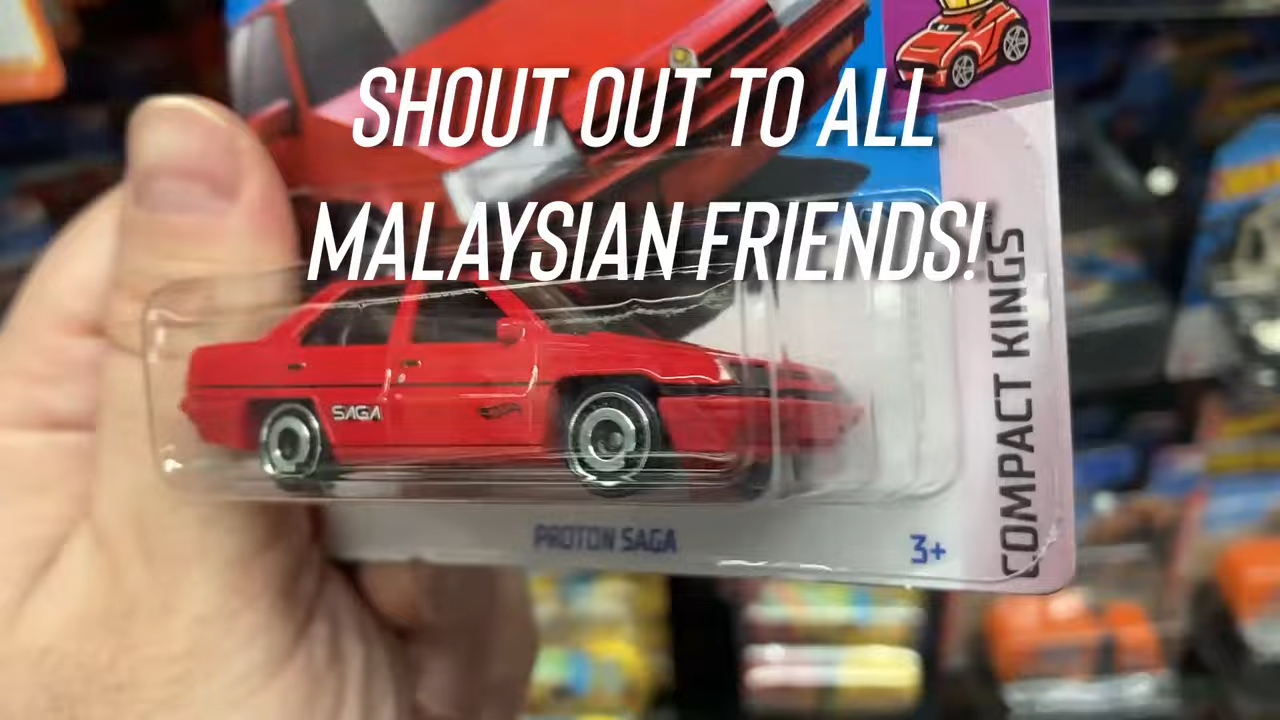 SHOUT OUT TO ALL
MALAYSIAN FRIENDS!
SAGA
PROTON SAGA
3+
COMPACT KINGS